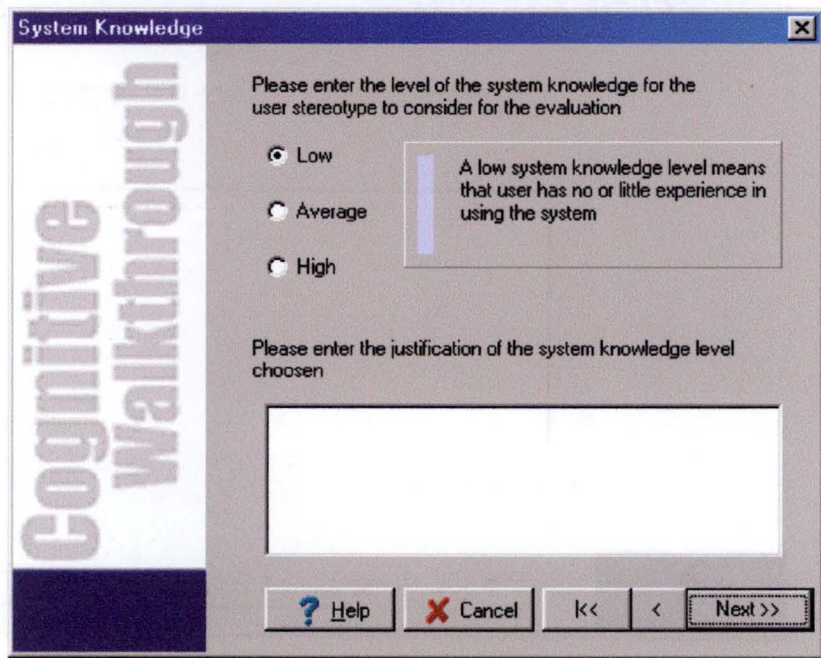 System Knowledge
Cognitive
Walkthrough
Please enter the level of the system knowledge for the
user stereotype to consider for the evaluation
Low
Average
High
A low system knowledge level means
that user has no or little experience in
using the system
Please enter the justification of the system knowledge level
choosen
? Help
Cancel
|<<
<
Next >>